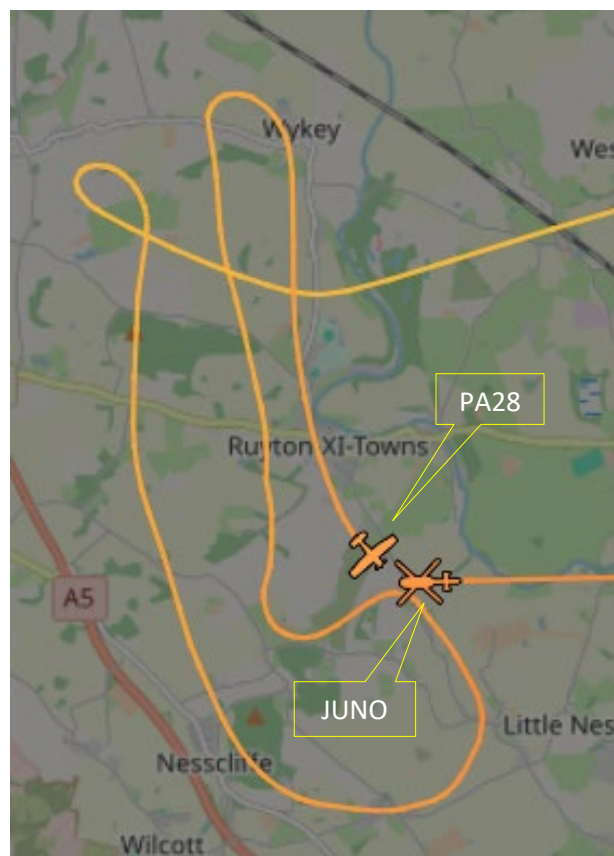 Wykey
Wes
PA28
Ruyton XI-Towns
A5
JUNO
Little Nes
Nesscliffe
Wilcott